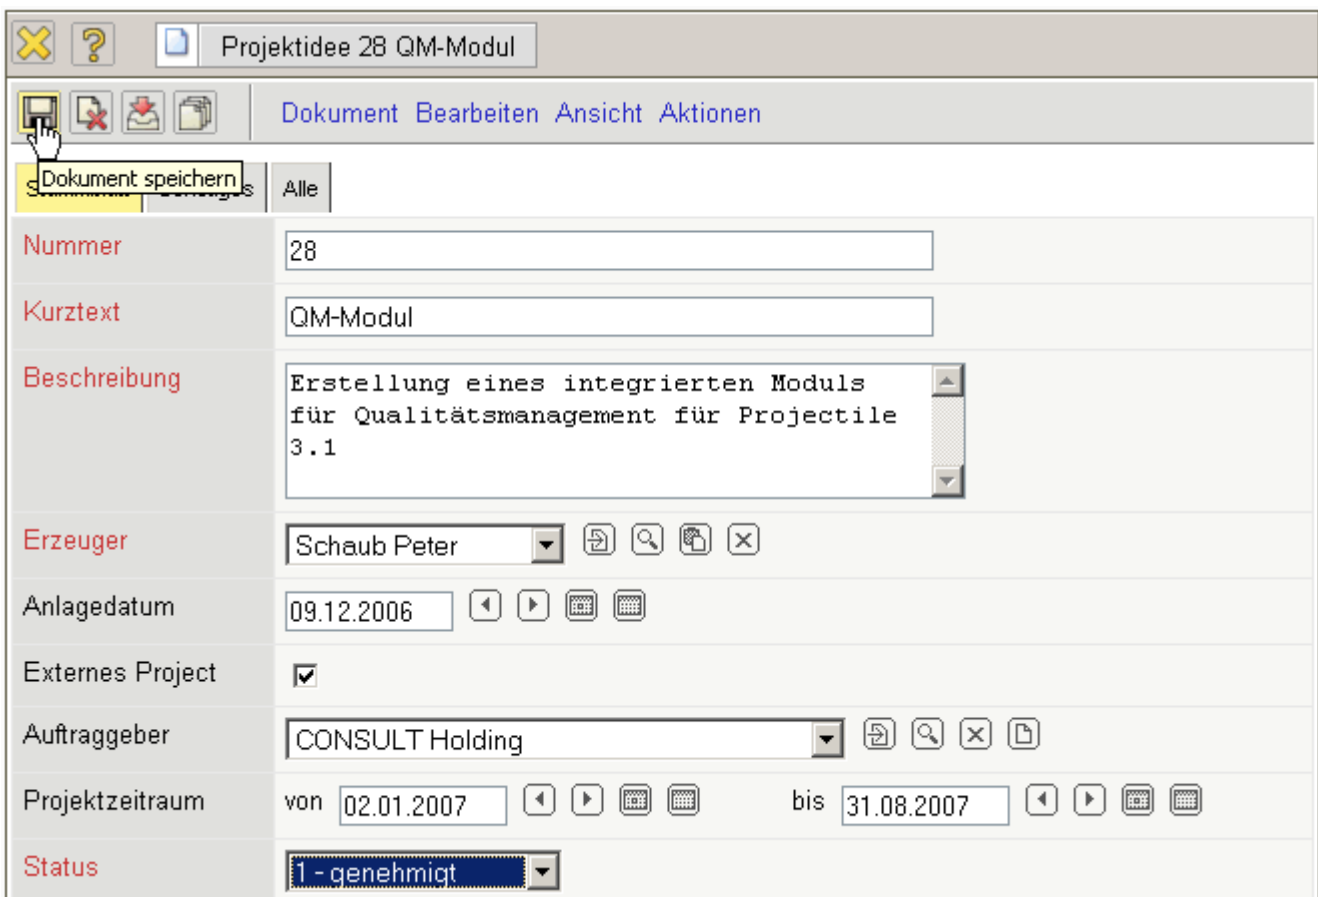 Projektidee 28 QM-Modul
Dokument Bearbeiten Ansicht Aktionen
Dokument speichern
Alle
Nummer 28
Kurztext QM-Modul
Beschreibung Erstellung eines integrierten Moduls
für Qualitätsmanagement für Projectile
3.1
Erzeuger Schaub Peter
Anlagedatum 09.12.2006
Externes Project
Auftraggeber CONSULT Holding
Projektzeitraum von 02.01.2007 bis 31.08.2007
Status 1 - genehmigt